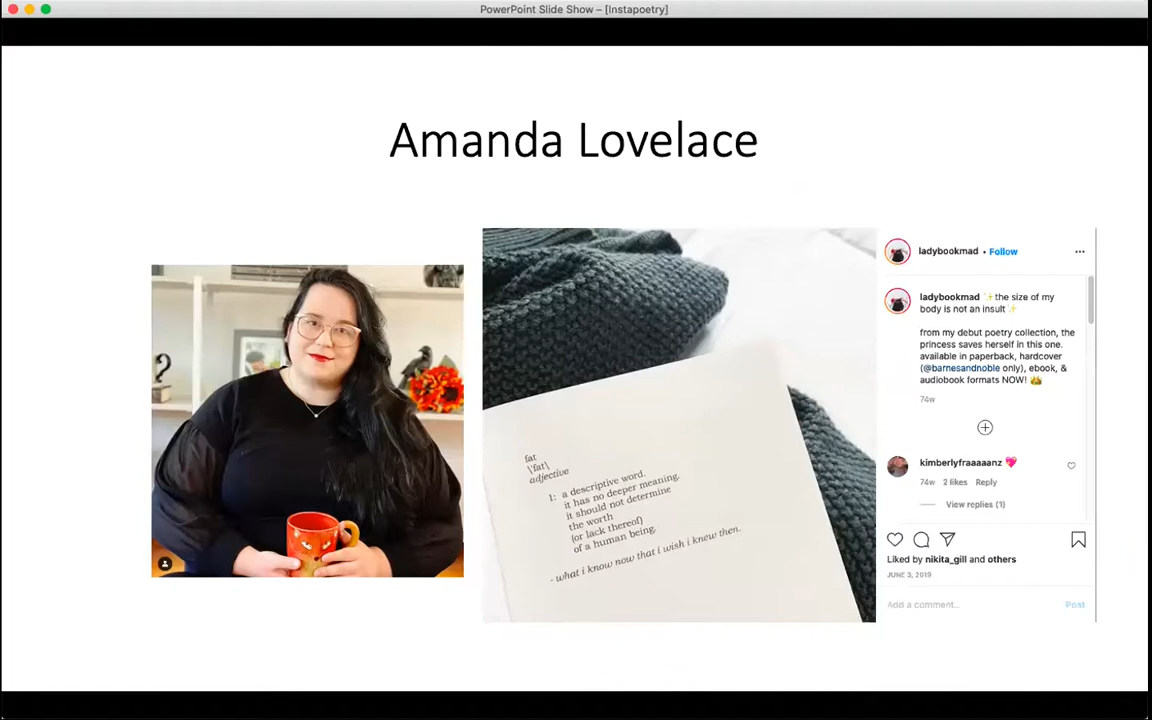 PowerPoint Slide Show – [Instapoetry]
Amanda Lovelace
fat
\'fat\
adjective
1: a descriptive word.
it has no deeper meaning.
it should not determine
the worth
(or lack thereof)
of a human being.
- what i know now that i wish i knew then.
ladybookmad • Follow
ladybookmad ✨the size of my
body is not an insult✨
from my debut poetry collection, the
princess saves herself in this one.
available in paperback, hardcover
(@barnesandnoble only), ebook, &
audiobook formats NOW! 👑
74w
kimberlyfraaaaanz 💖
74w 2 likes Reply
View replies (1)
Liked by nikita_gill and others
JUNE 3, 2019
Add a comment... Post